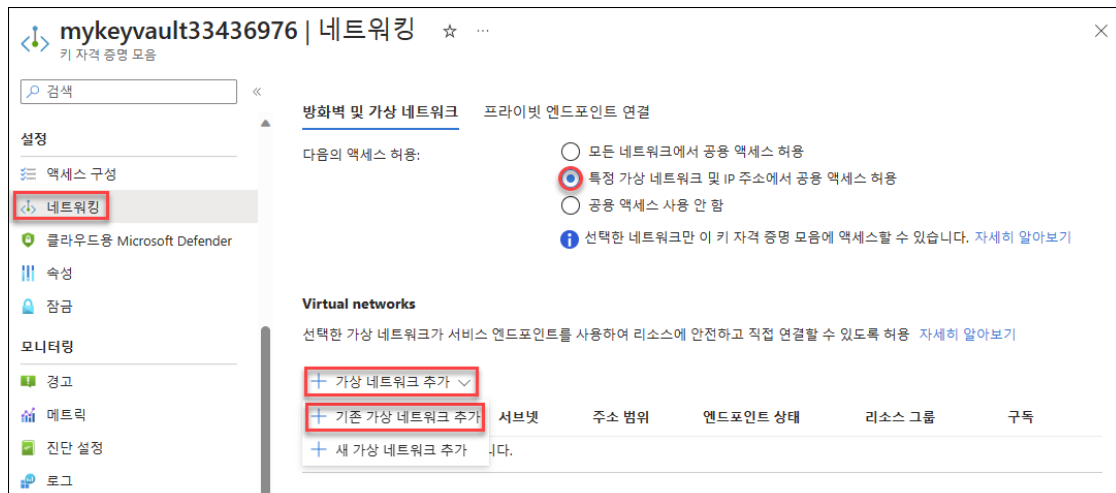 mykeyvault33436976 | 네트워킹
키 자격 증명 모음
검색
설정
액세스 구성
네트워킹
클라우드용 Microsoft Defender
속성
잠금
모니터링
경고
메트릭
진단 설정
로그
방화벽 및 가상 네트워크 프라이빗 엔드포인트 연결
다음의 액세스 허용:
모든 네트워크에서 공용 액세스 허용
특정 가상 네트워크 및 IP 주소에서 공용 액세스 허용
공용 액세스 사용 안 함
선택한 네트워크만 이 키 자격 증명 모음에 액세스할 수 있습니다. 자세히 알아보기
Virtual networks
선택한 가상 네트워크가 서비스 엔드포인트를 사용하여 리소스에 안전하고 직접 연결할 수 있도록 허용 자세히 알아보기
가상 네트워크 추가
기존 가상 네트워크 추가 서브넷 주소 범위 엔드포인트 상태 리소스 그룹 구독
새 가상 네트워크 추가 니다.